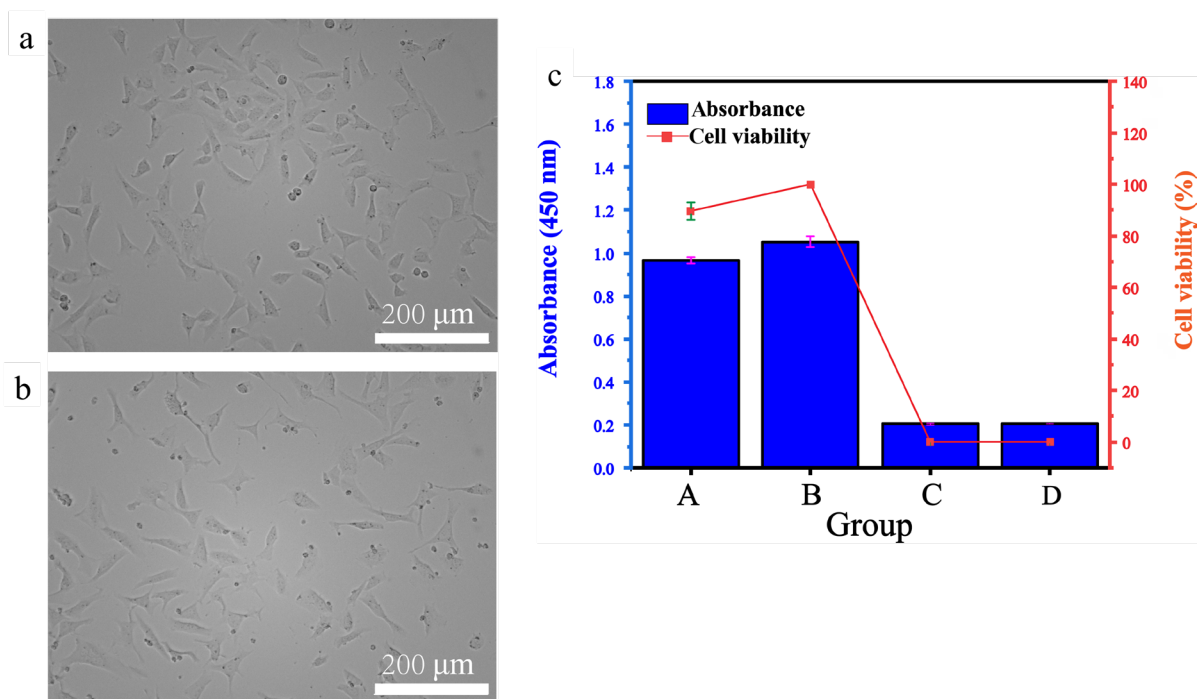 a
200 μm
b
200 μm
c
Absorbance (450 nm)
1.8
1.6
1.4
1.2
1.0
0.8
0.6
0.4
0.2
0.0
Absorbance
Cell viability
140
120
100
80
60
40
20
0
Cell viability (%)
A B C D
Group